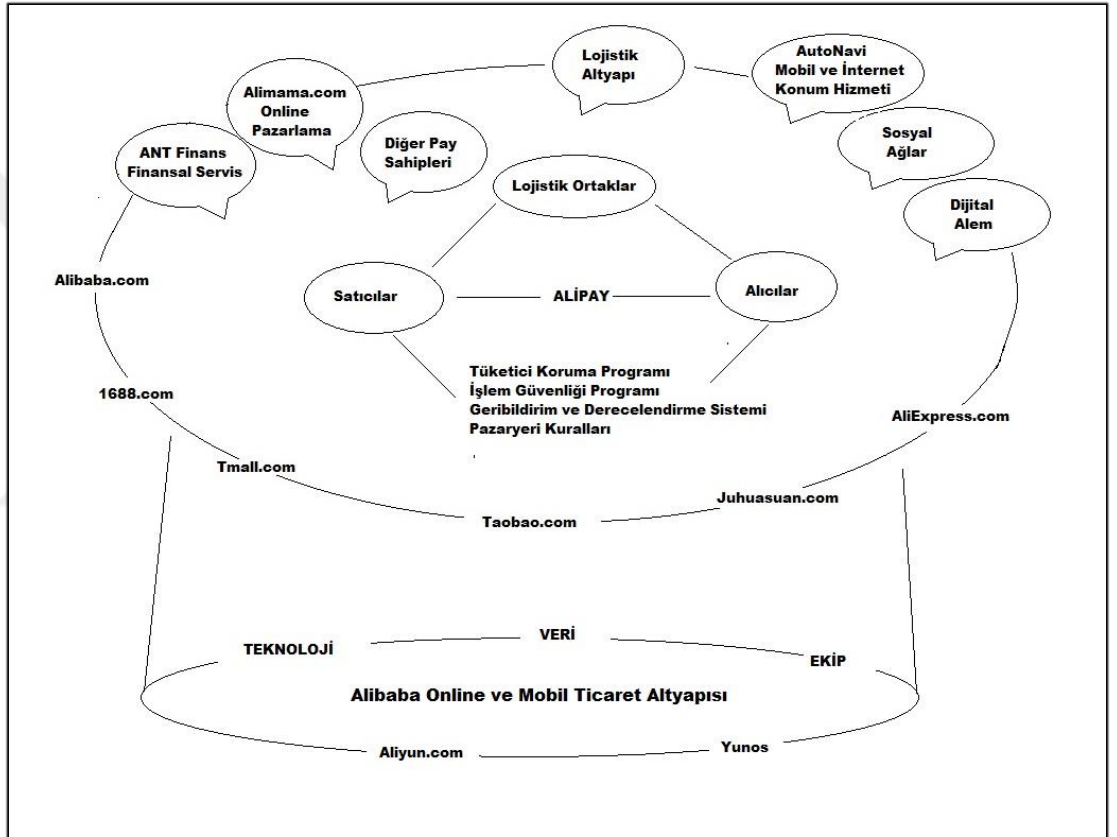 Lojistik
Altyapı
AutoNavi
Mobil ve İnternet
Konum Hizmeti
Alimama.com
Online
Pazarlama
Diğer Pay
Sahipleri
Sosyal
Ağlar
ANT Finans
Finansal Servis
Lojistik Ortaklar
Dijital
Alem
Alibaba.com
Satıcılar
ALİPAY
Alıcılar
Tüketici Koruma Programı
İşlem Güvenliği Programı
Geribildirim ve Derecelendirme Sistemi
Pazaryeri Kuralları
1688.com
AliExpress.com
Tmall.com
Juhuasuan.com
Taobao.com
TEKNOLOJİ
VERİ
EKİP
Alibaba Online ve Mobil Ticaret Altyapısı
Aliyun.com
Yunos